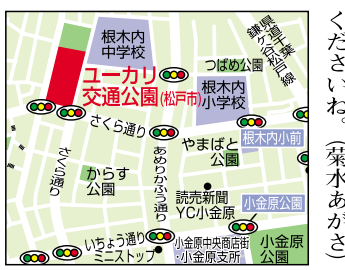 くださいね。（菊水あがさ）
根木内
中学校
県道千葉
鎌ヶ谷松戸線
つばめ公園
ユーカリ
交通公園(松戸市)
根木内
小学校
さくら通り
根木内小前
やまばと
公園
さくら通り
からす
公園
あめりかふう通り
読売新聞
YC小金原
小金原公園
いちょう通り
ミニストップ
小金原中央商店街
・小金原支所
小金原
公園